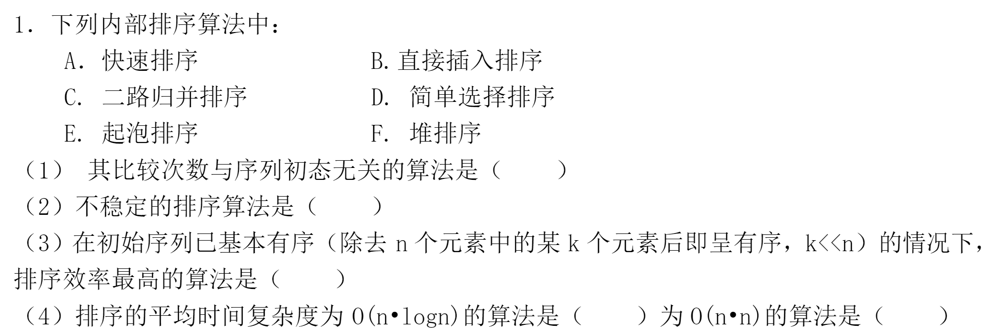 1. 下列内部排序算法中：
A. 快速排序 B.直接插入排序
C. 二路归并排序 D. 简单选择排序
E. 起泡排序 F. 堆排序
（1） 其比较次数与序列初态无关的算法是（ ）
（2）不稳定的排序算法是（ ）
（3）在初始序列已基本有序（除去 n 个元素中的某 k 个元素后即呈有序，k<<n）的情况下，
排序效率最高的算法是（ ）
（4）排序的平均时间复杂度为 O(n•logn)的算法是（ ）为 O(n•n)的算法是（ ）